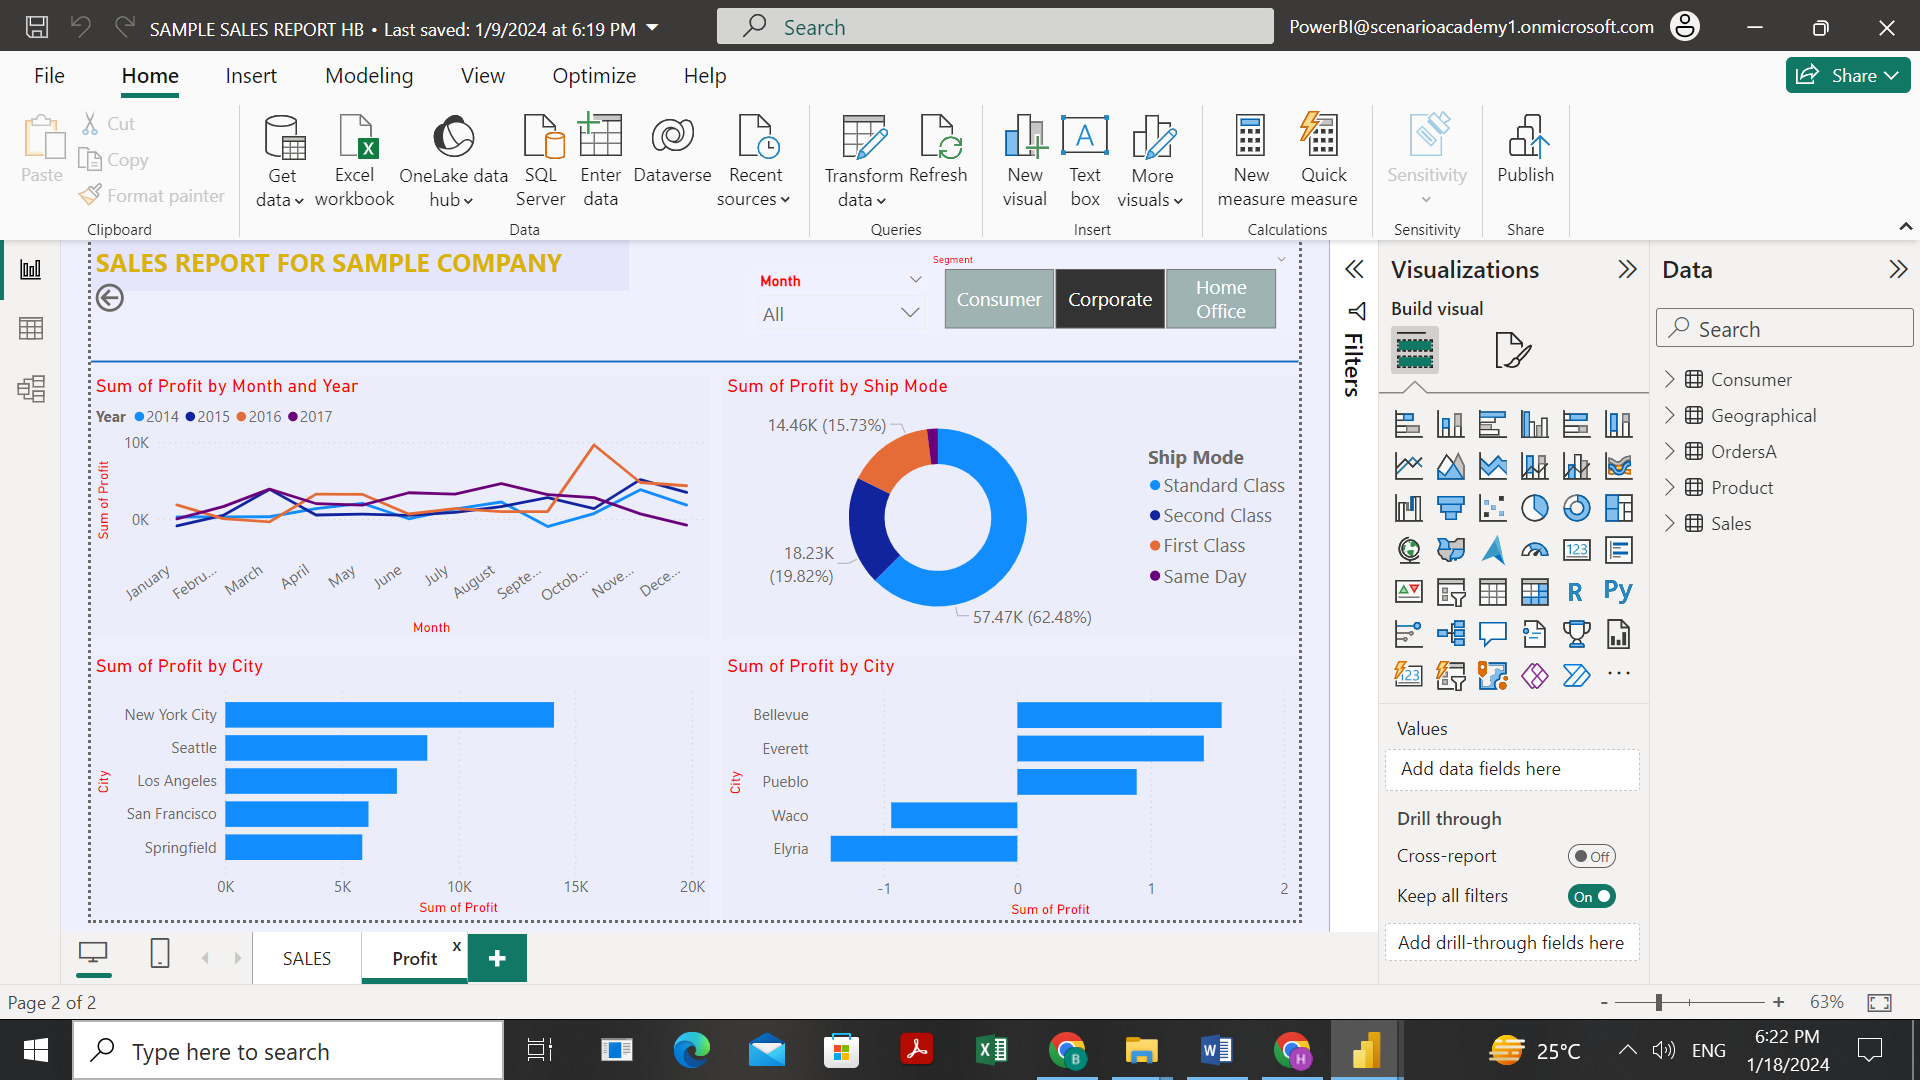 SAMPLE SALES REPORT HB • Last saved: 1/9/2024 at 6:19 PM
Search
PowerBI@scenarioacademy1.onmicrosoft.com
File Home Insert Modeling View Optimize Help
Share
Paste
Cut
Copy
Format painter
Clipboard
Get data
Excel workbook
OneLake data hub
SQL Server
Enter data
Dataverse
Recent sources
Data
Transform data
Refresh
Queries
New visual
Text box
More visuals
Insert
New measure
Quick measure
Calculations
Sensitivity
Sensitivity
Publish
Share
SALES REPORT FOR SAMPLE COMPANY
Month
All
Segment
Consumer
Corporate
Home Office
Sum of Profit by Month and Year
Year 2014 2015 2016 2017
10K
0K
Sum of Profit
January
Febru...
March
April
May
June
July
August
Septe...
Octob...
Nove...
Dece...
Month
Sum of Profit by Ship Mode
14.46K (15.73%)
18.23K
(19.82%)
57.47K (62.48%)
Ship Mode
Standard Class
Second Class
First Class
Same Day
Sum of Profit by City
City
New York City
Seattle
Los Angeles
San Francisco
Springfield
0K 5K 10K 15K 20K
Sum of Profit
Sum of Profit by City
City
Bellevue
Everett
Pueblo
Waco
Elyria
-1 0 1 2
Sum of Profit
Filters
Visualizations
Build visual
123
R
Py
123
Values
Add data fields here
Drill through
Cross-report
Off
Keep all filters
On
Add drill-through fields here
Data
Search
Consumer
Geographical
OrdersA
Product
Sales
SALES
Profit
x
+
Page 2 of 2
- + 63%
Type here to search
B
H
25°C
ENG
6:22 PM
1/18/2024